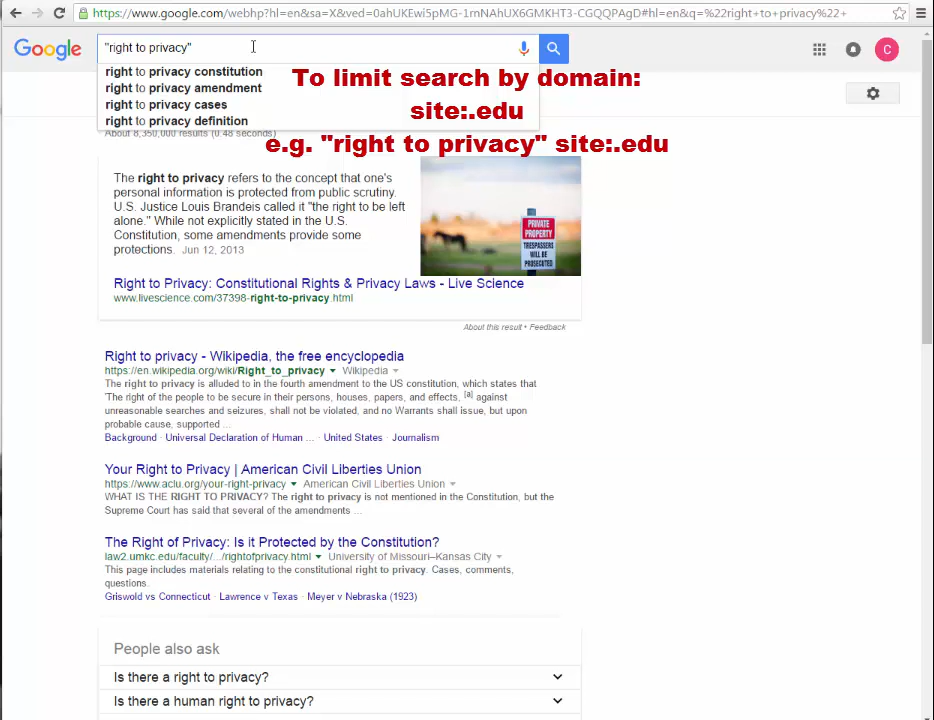 https://www.google.com/webhp?hl=en&sa=X&ved=0ahUKEwi5pMG-1rnNAhUX6GMKHT3-CGQQPAgD#hl=en&q=%22right+to+privacy%22+
Google
"right to privacy"
C
right to privacy constitution
right to privacy amendment
right to privacy cases
right to privacy definition
To limit search by domain:
site:.edu
e.g. "right to privacy" site:.edu
About 8,350,000 results (0.48 seconds)
The right to privacy refers to the concept that one's
personal information is protected from public scrutiny.
U.S. Justice Louis Brandeis called it "the right to be left
alone." While not explicitly stated in the U.S.
Constitution, some amendments provide some
protections. Jun 12, 2013
PRIVATE
PROPERTY
TRESPASSERS
WILL BE
PROSECUTED
Right to Privacy: Constitutional Rights & Privacy Laws - Live Science
www.livescience.com/37398-right-to-privacy.html
About this result • Feedback
Right to privacy - Wikipedia, the free encyclopedia
https://en.wikipedia.org/wiki/Right_to_privacy ▼ Wikipedia ▼
The right to privacy is alluded to in the fourth amendment to the US constitution, which states that
'The right of the people to be secure in their persons, houses, papers, and effects, [a] against
unreasonable searches and seizures, shall not be violated, and no Warrants shall issue, but upon
probable cause, supported ...
Background · Universal Declaration of Human ... · United States · Journalism
Your Right to Privacy | American Civil Liberties Union
https://www.aclu.org/your-right-privacy ▼ American Civil Liberties Union ▼
WHAT IS THE RIGHT TO PRIVACY? The right to privacy is not mentioned in the Constitution, but the
Supreme Court has said that several of the amendments ...
The Right of Privacy: Is it Protected by the Constitution?
law2.umkc.edu/faculty/.../rightofprivacy.html ▼ University of Missouri–Kansas City ▼
This page includes materials relating to the constitutional right to privacy. Cases, comments,
questions.
Griswold vs Connecticut · Lawrence v Texas · Meyer v Nebraska (1923)
People also ask
Is there a right to privacy?
Is there a human right to privacy?